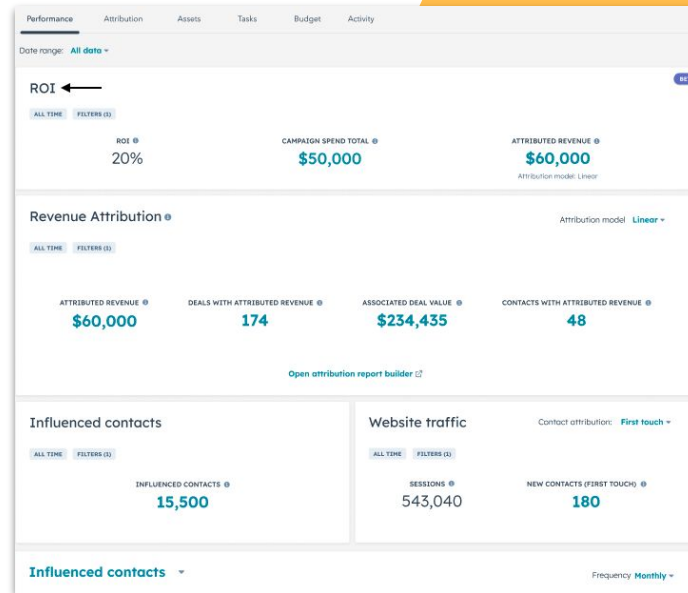 Performance Attribution Assets Tasks Budget Activity
Date range: All data
ROI
ALL TIME FILTERS (1)
ROI CAMPAIGN SPEND TOTAL ATTRIBUTED REVENUE
20% $50,000 $60,000
Attribution model: Linear
Revenue Attribution Attribution model Linear
ALL TIME FILTERS (1)
ATTRIBUTED REVENUE DEALS WITH ATTRIBUTED REVENUE ASSOCIATED DEAL VALUE CONTACTS WITH ATTRIBUTED REVENUE
$60,000 174 $234,435 48
Open attribution report builder
Influenced contacts
ALL TIME FILTERS (1)
INFLUENCED CONTACTS
15,500
Website traffic Contact attribution: First touch
ALL TIME FILTERS (1)
SESSIONS NEW CONTACTS (FIRST TOUCH)
543,040 180
Influenced contacts Frequency Monthly